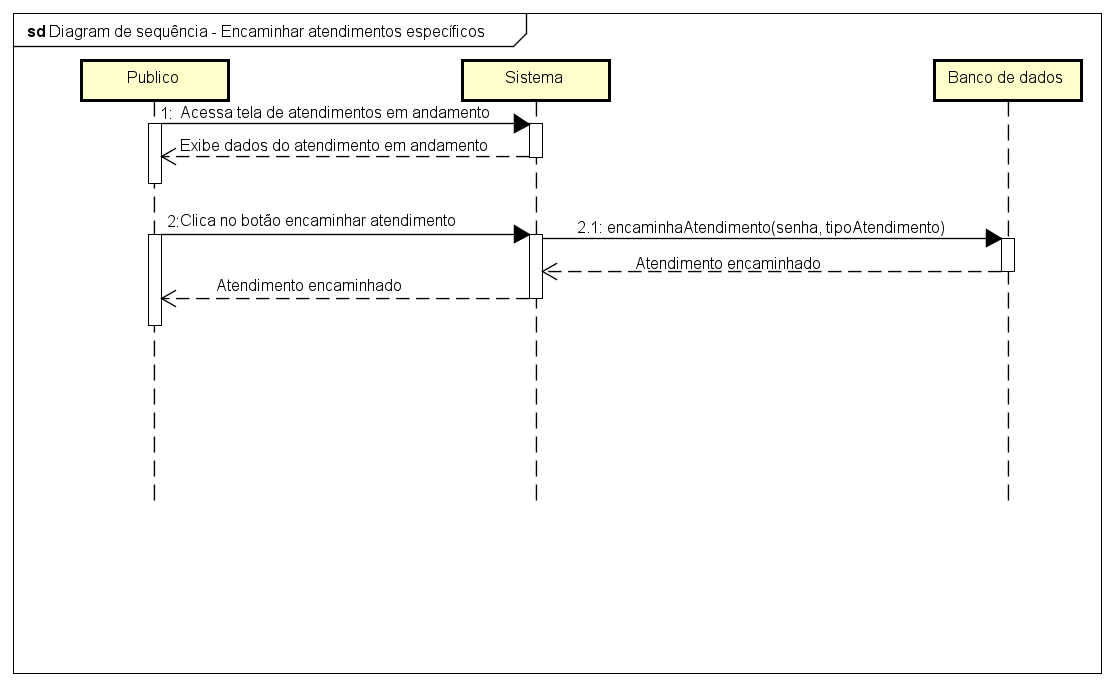 sd Diagram de sequência - Encaminhar atendimentos específicos
Publico
Sistema
Banco de dados
1: Acessa tela de atendimentos em andamento
Exibe dados do atendimento em andamento
2:Clica no botão encaminhar atendimento
2.1: encaminhaAtendimento(senha, tipoAtendimento)
Atendimento encaminhado
Atendimento encaminhado